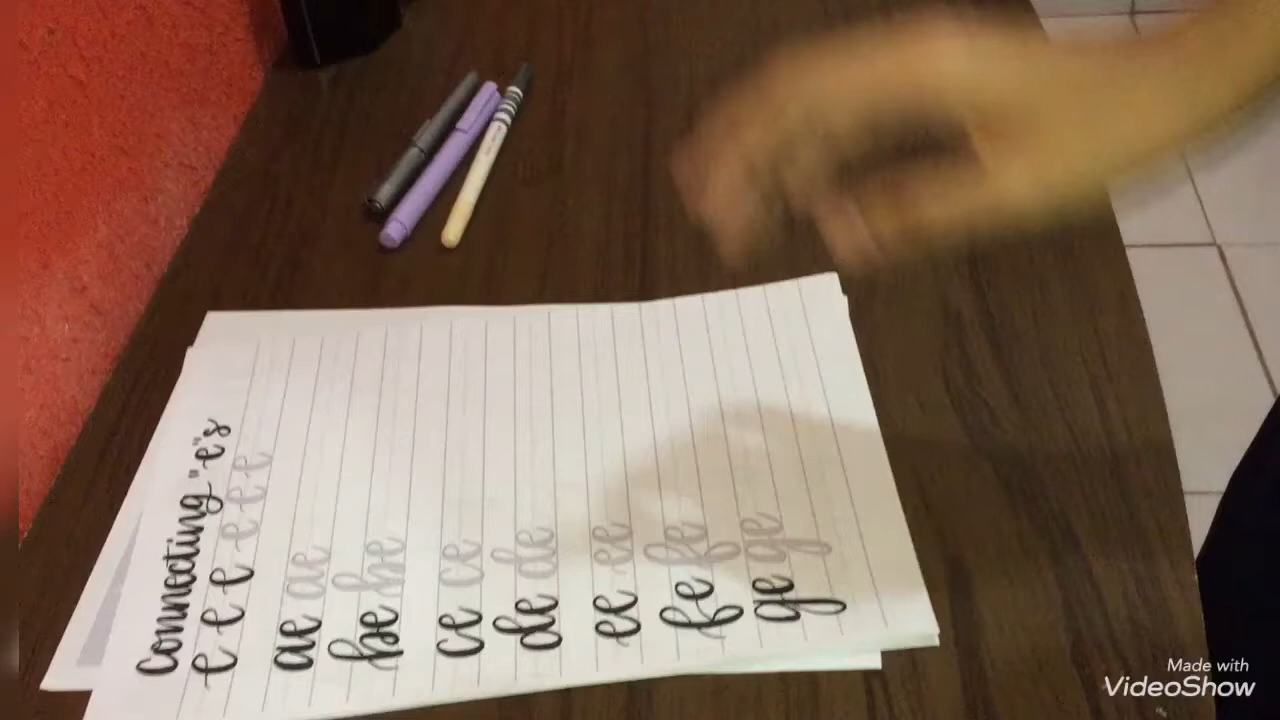 connecting "e"s
e e e e e e
ae ae
be be
ce ce
de de
ee ee
fe fe
ge ge
Made with
VideoShow